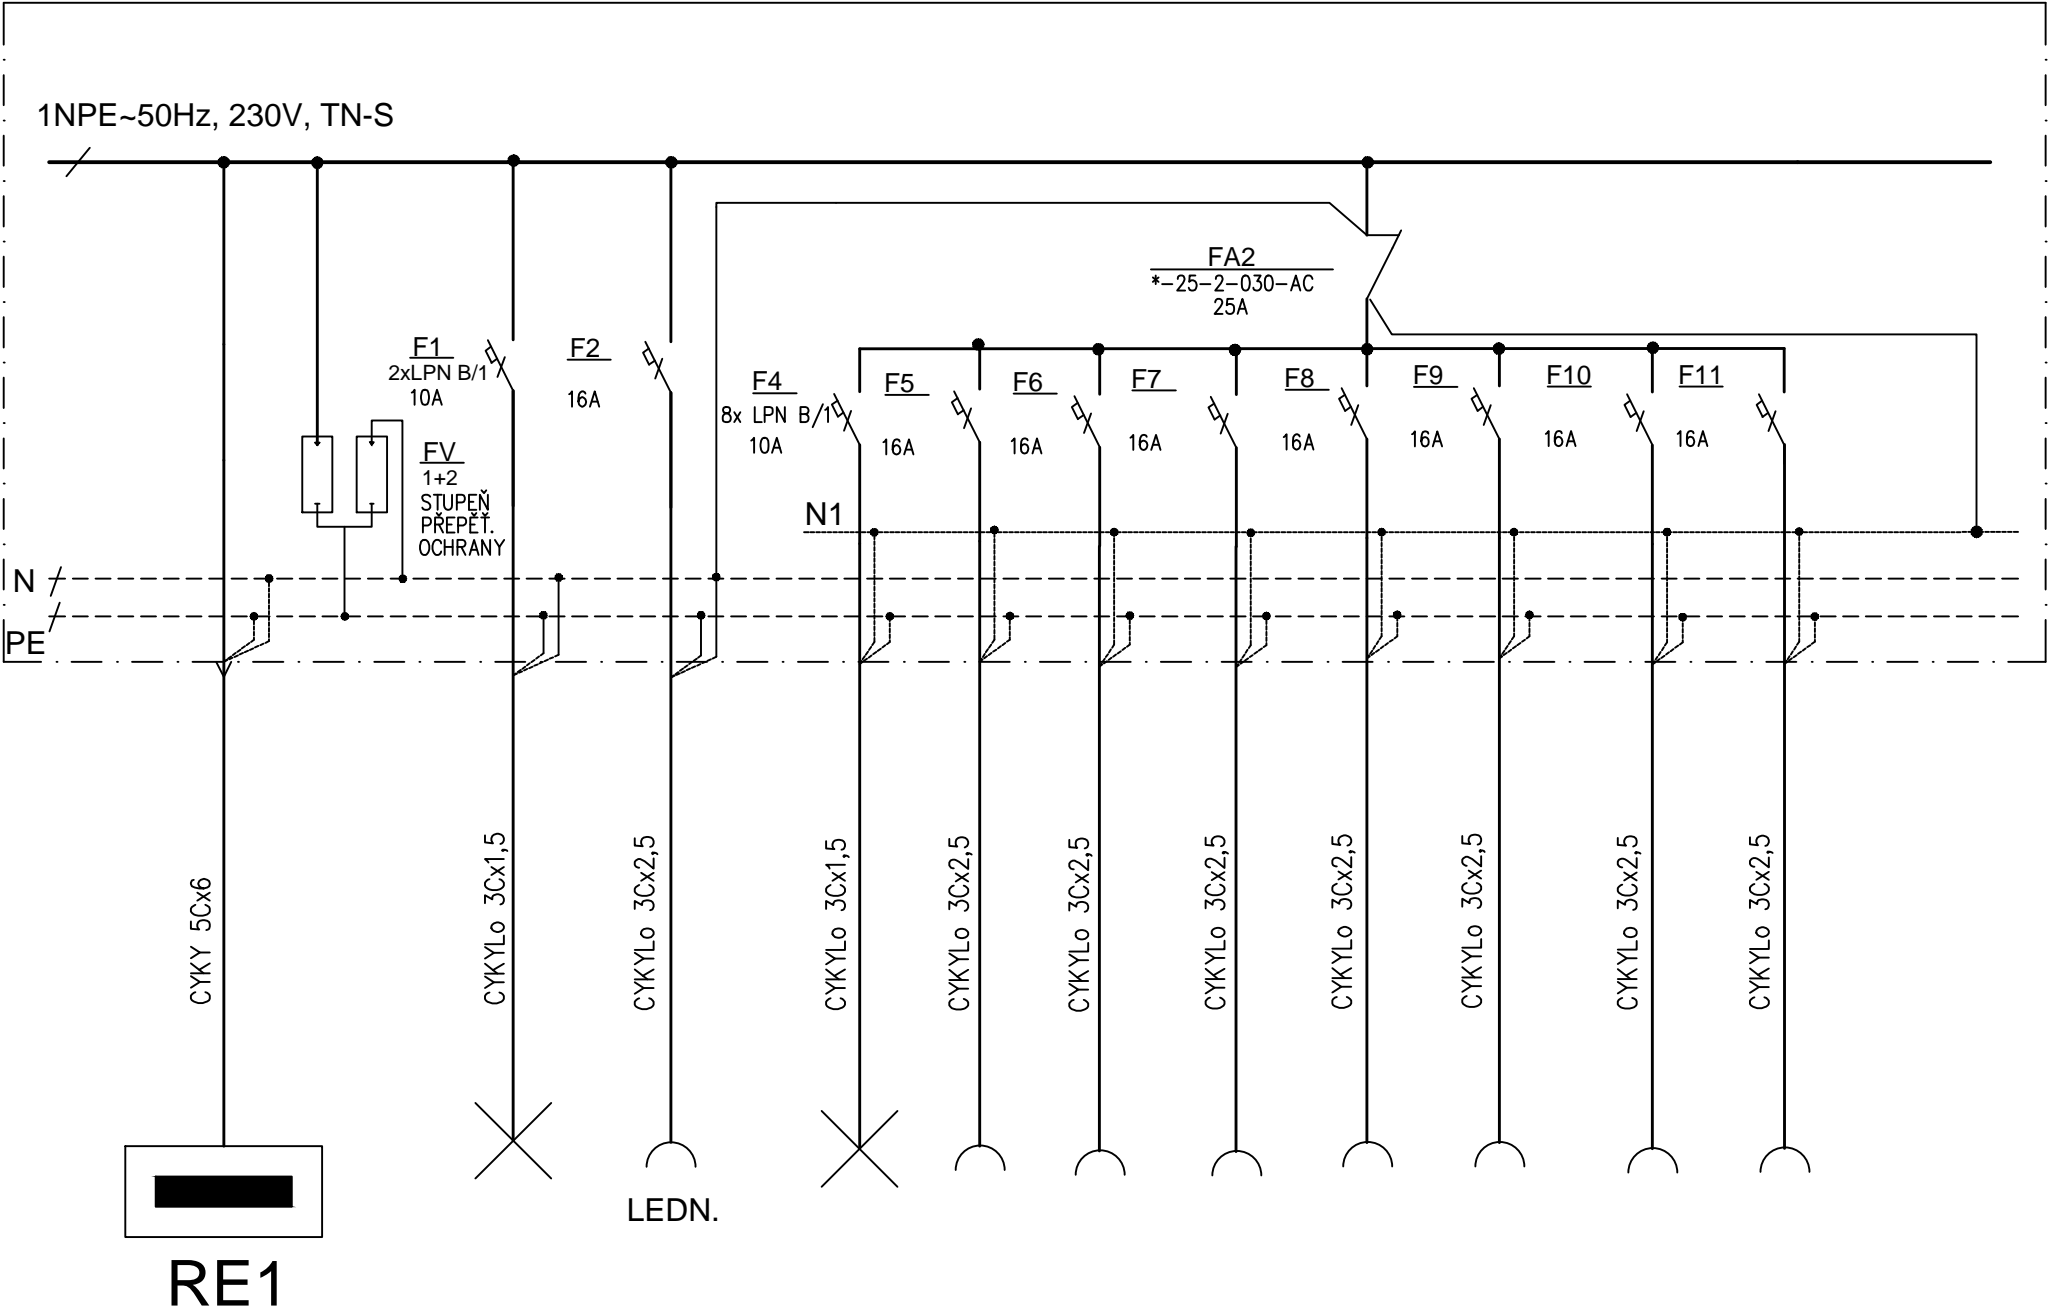 1NPE~50Hz, 230V, TN-S
FA2
*-25-2-030-AC
25A
F1
2xLPN B/1
10A
F2
16A
F4
8x LPN B/1
10A
F5
16A
F6
16A
F7
16A
F8
16A
F9
16A
F10
16A
F11
16A
FV
1+2
STUPEŇ
PŘEPĚŤ.
OCHRANY
N1
N
PE
CYKY 5Cx6
CYKYLo 3Cx1,5
CYKYLo 3Cx2,5
CYKYLo 3Cx1,5
CYKYLo 3Cx2,5
CYKYLo 3Cx2,5
CYKYLo 3Cx2,5
CYKYLo 3Cx2,5
CYKYLo 3Cx2,5
CYKYLo 3Cx2,5
CYKYLo 3Cx2,5
LEDN.
RE1